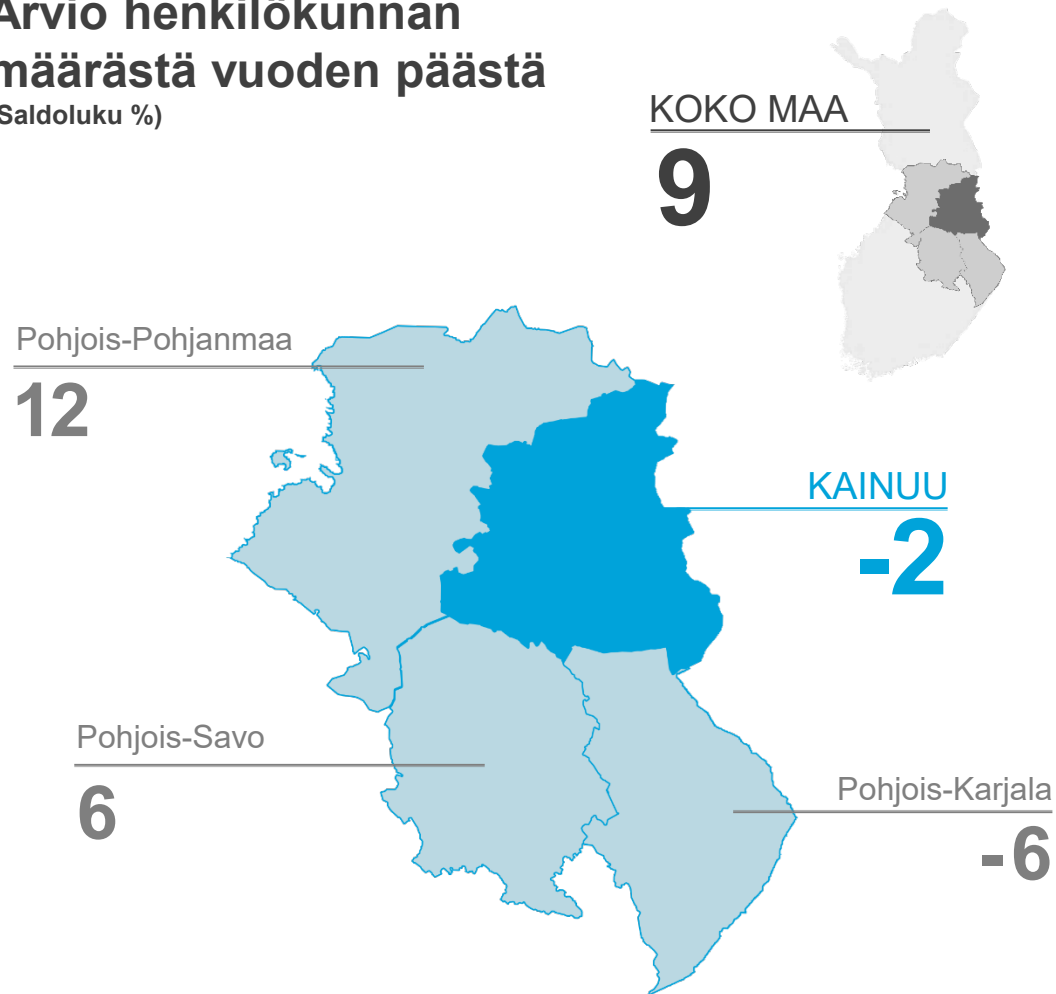 Arvio henkilökunnan
määrästä vuoden päästä
(Saldoluku %)
KOKO MAA
9
Pohjois-Pohjanmaa
12
KAINUU
-2
Pohjois-Savo
6
Pohjois-Karjala
-6